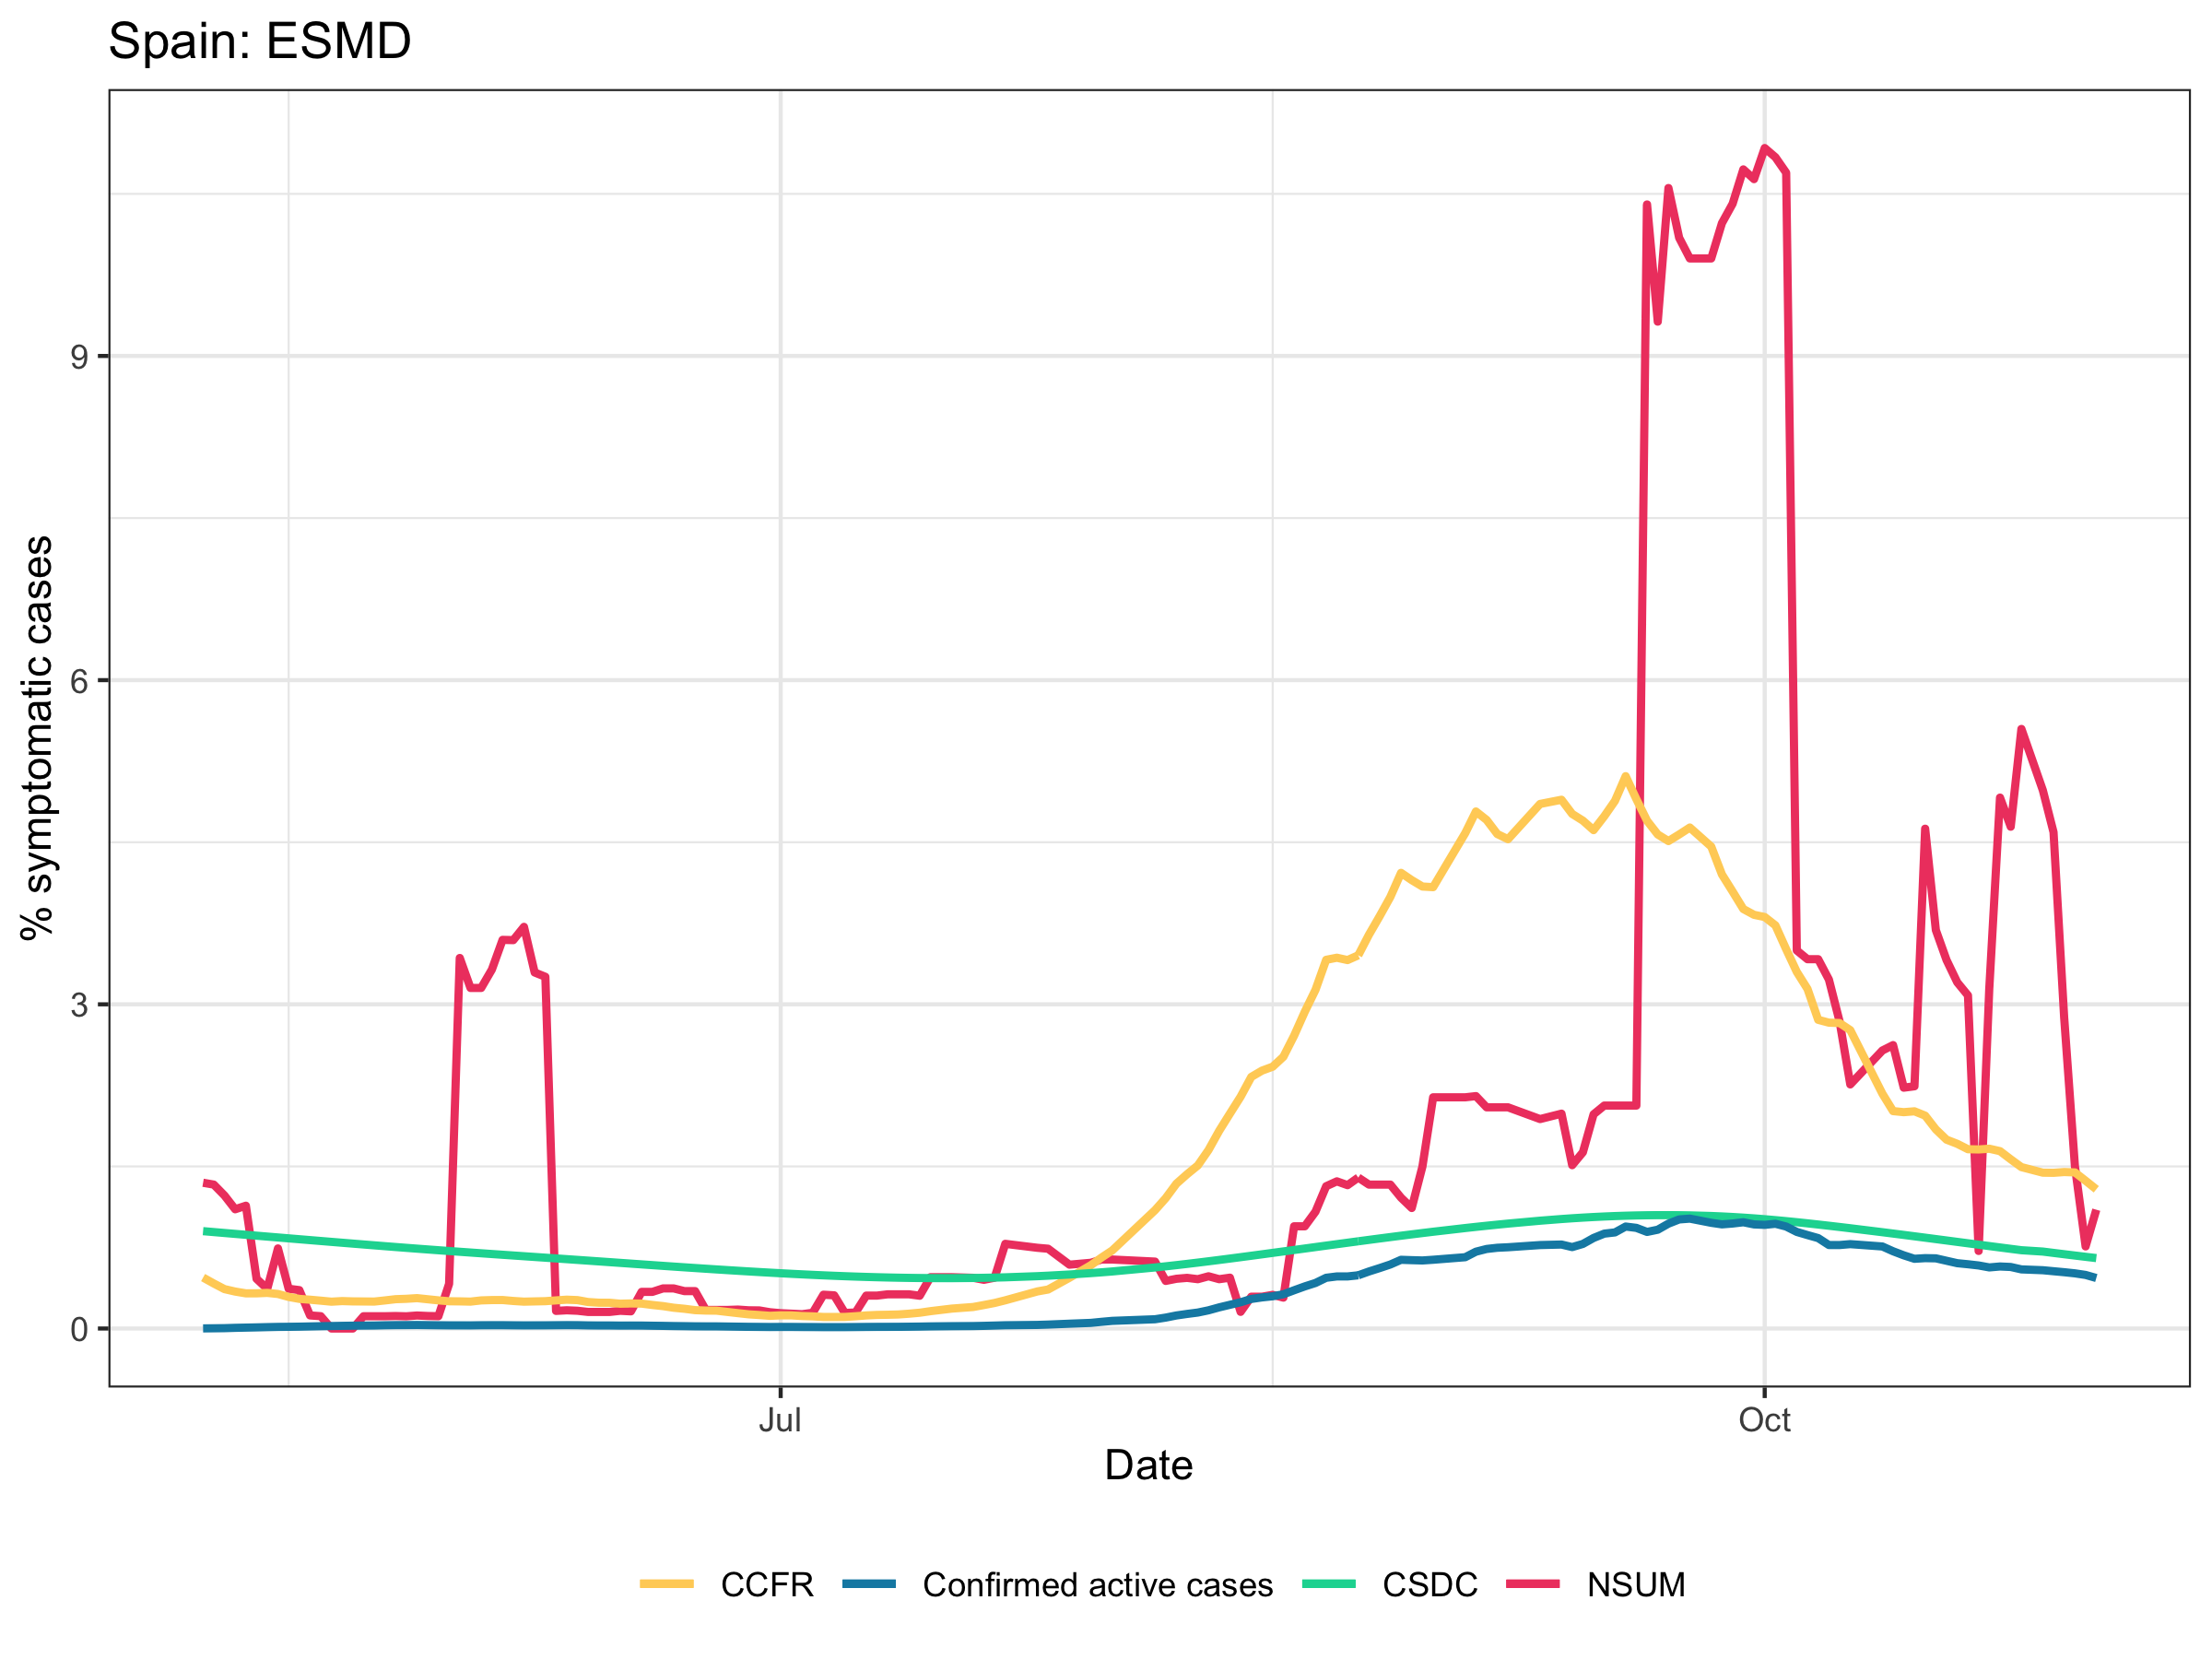 Spain: ESMD
% symptomatic cases
9
6
3
0
Jul
Oct
Date
CCFR
Confirmed active cases
CSDC
NSUM